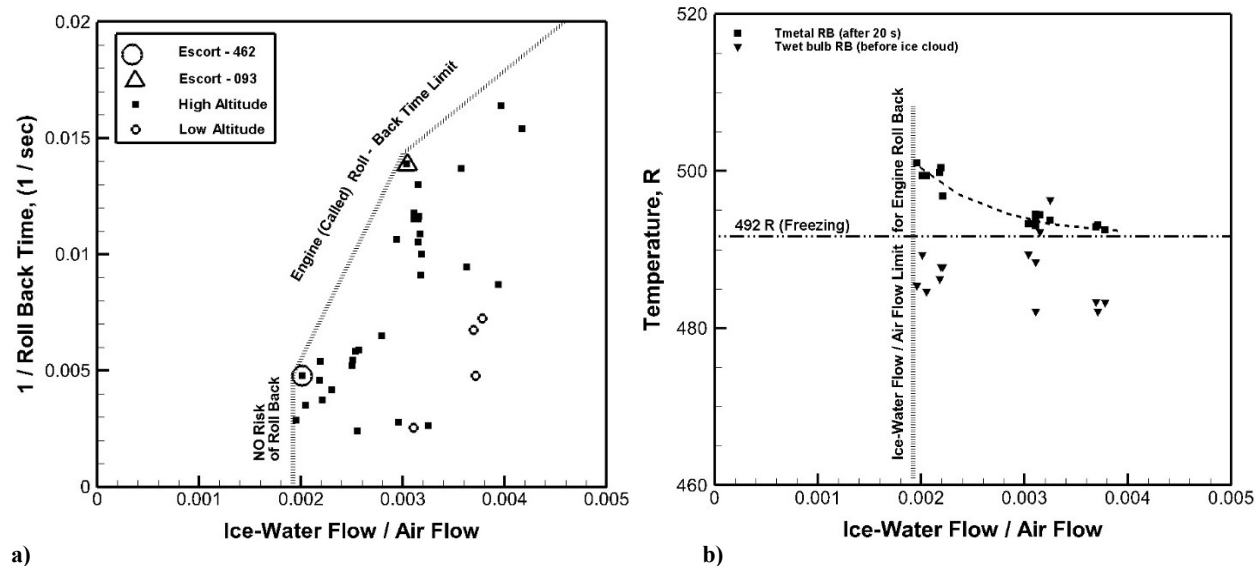 0.02
0.015
0.01
0.005
0
1 / Roll Back Time, (1 / sec)
Escort - 462
Escort - 093
High Altitude
Low Altitude
Engine (Called) Roll - Back Time Limit
NO Risk
of Roll Back
0 0.001 0.002 0.003 0.004 0.005
Ice-Water Flow / Air Flow
a)
520
500
480
460
Temperature, R
Tmetal RB (after 20 s)
Twet bulb RB (before ice cloud)
492 R (Freezing)
Ice-Water Flow / Air Flow Limit for Engine Roll Back
0 0.001 0.002 0.003 0.004 0.005
Ice-Water Flow / Air Flow
b)